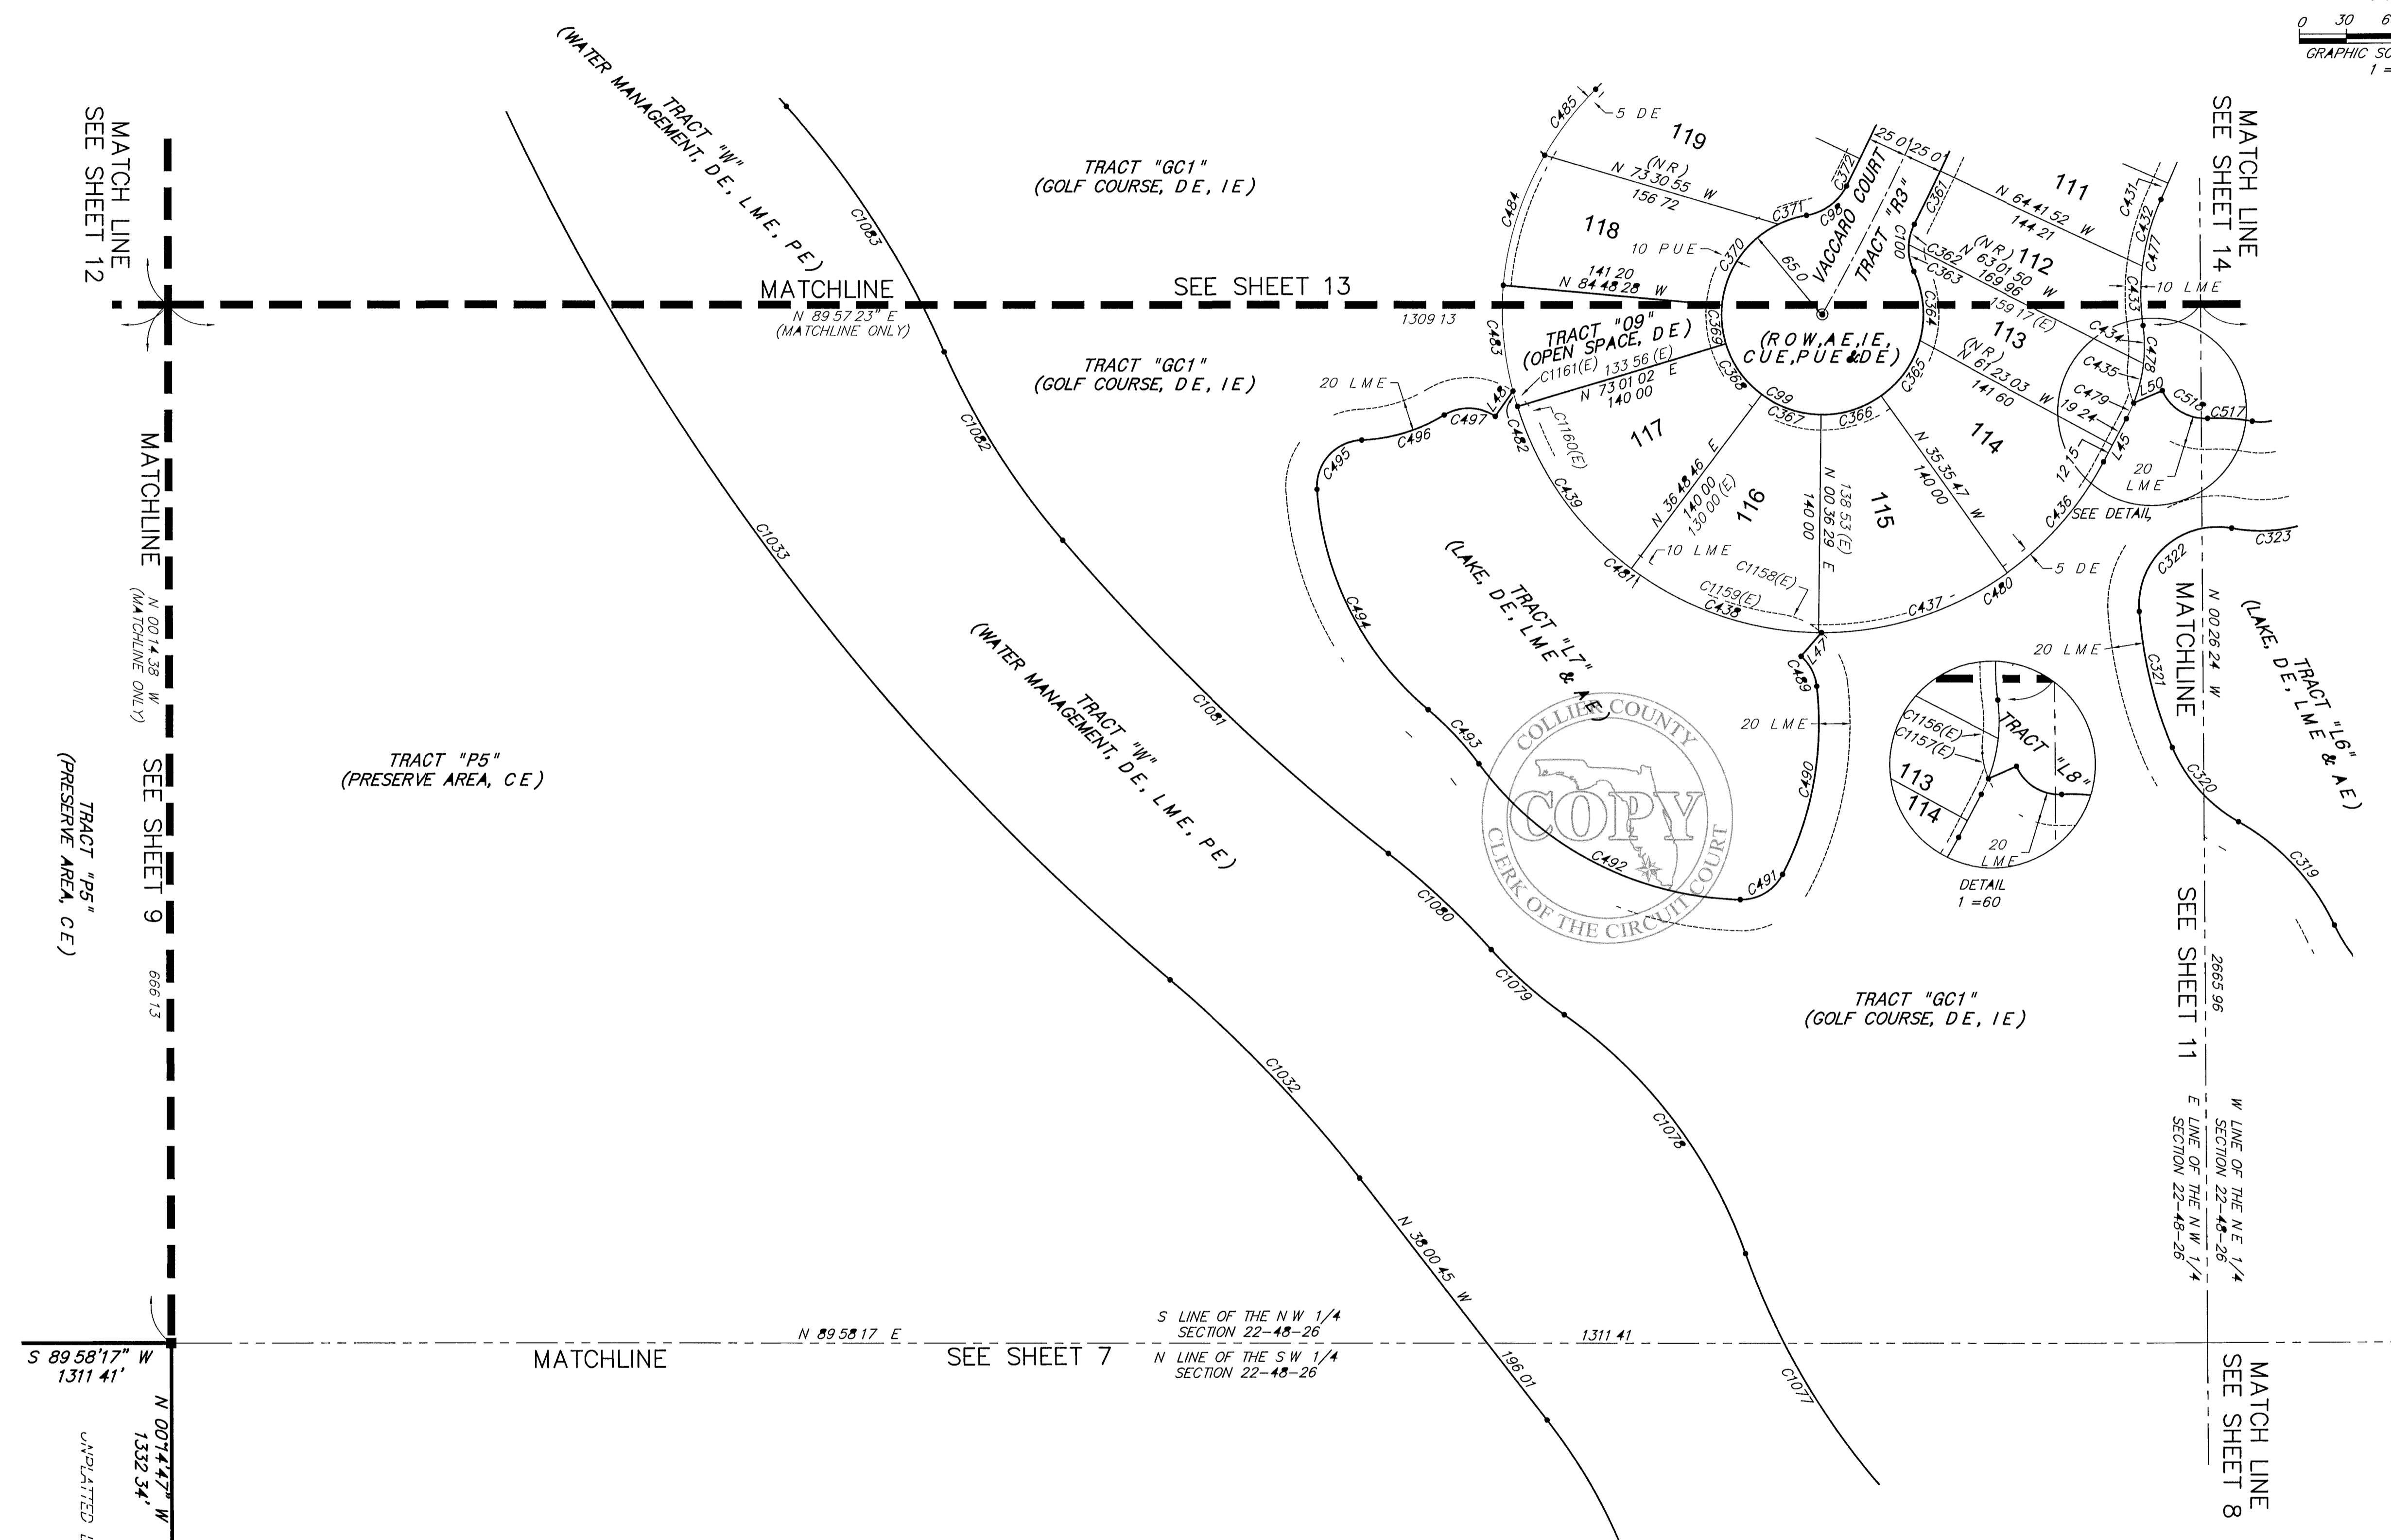 0 30 6
GRAPHIC SC
1 =
MATCH LINE
SEE SHEET 12
MATCH LINE
SEE SHEET 14
TRACT "W"
(WATER MANAGEMENT, DE, LME, PE)
C1083
TRACT "GC1"
(GOLF COURSE, DE, IE)
C485
5 DE
119
(NR)
N 73 30 55 W
156 72
C484
118
10 PUE
C370
C371
C98
C372
25 0
25 0
VACCARO COURT
TRACT "R3"
65 0
C361
C100
N 64 41 52 W
144 21
111
C431
C432
C477
C362
C363
(NR)
N 63 01 50 W
169 96
159 17 (E)
112
C433
10 LME
141 20
N 84 48 28 W
MATCHLINE
SEE SHEET 13
N 89 57 23" E
(MATCHLINE ONLY)
1309 13
TRACT "GC1"
(GOLF COURSE, DE, IE)
C483
TRACT "09"
(OPEN SPACE, DE)
C1161(E)
133 56 (E)
N 73 01 02 E
140 00
C369
C368
(ROW,AE,IE,
CUE,PUE&DE)
C364
C365
113
(NR)
N 61 23 03 W
141 60
C434
C435
C478
C479
L50
C518
C517
19 24
L45
12 15
20
LME
SEE DETAIL
20 LME
L48
C497
C496
C495
C482
C1160(E)
117
C99
C367
C366
114
N 35 35 47 W
140 00
C436
C439
N 36 48 46 E
140 00
130 00 (E)
116
138 53 (E)
N 00 36 29 E
140 00
115
10 LME
C481
C1158(E)
C1159(E)
C438
C437
C480
5 DE
C1082
MATCHLINE
N 00 14 38 W
(MATCHLINE ONLY)
SEE SHEET 9
666 13
TRACT "P5"
(PRESERVE AREA, CE)
TRACT "P5"
(PRESERVE AREA, CE)
C1033
TRACT "W"
(WATER MANAGEMENT, DE, LME, PE)
C1081
C494
TRACT "L7"
(LAKE, DE, LME & AE)
L47
C489
20 LME
C490
C493
C492
C491
COLLIER COUNTY
COPY
CLERK OF THE CIRCUIT COURT
C1156(E)
C1157(E)
TRACT "L8"
113
114
20
LME
DETAIL
1 =60
C323
C322
20 LME
C321
C320
C319
MATCHLINE
N 00 26 24 W
TRACT "L6"
(LAKE, DE, LME & AE)
SEE SHEET 11
2665 96
C1080
C1079
TRACT "GC1"
(GOLF COURSE, DE, IE)
C1078
C1032
W LINE OF THE NE 1/4
SECTION 22-48-26
E LINE OF THE NW 1/4
SECTION 22-48-26
N 38 00 45 W
196 01
S LINE OF THE NW 1/4
SECTION 22-48-26
N 89 58 17 E
1311 41
MATCHLINE
SEE SHEET 7
N LINE OF THE SW 1/4
SECTION 22-48-26
C1077
S 89 58'17" W
1311 41'
N 00 14'47" W
1332 34'
MATCH LINE
SEE SHEET 8